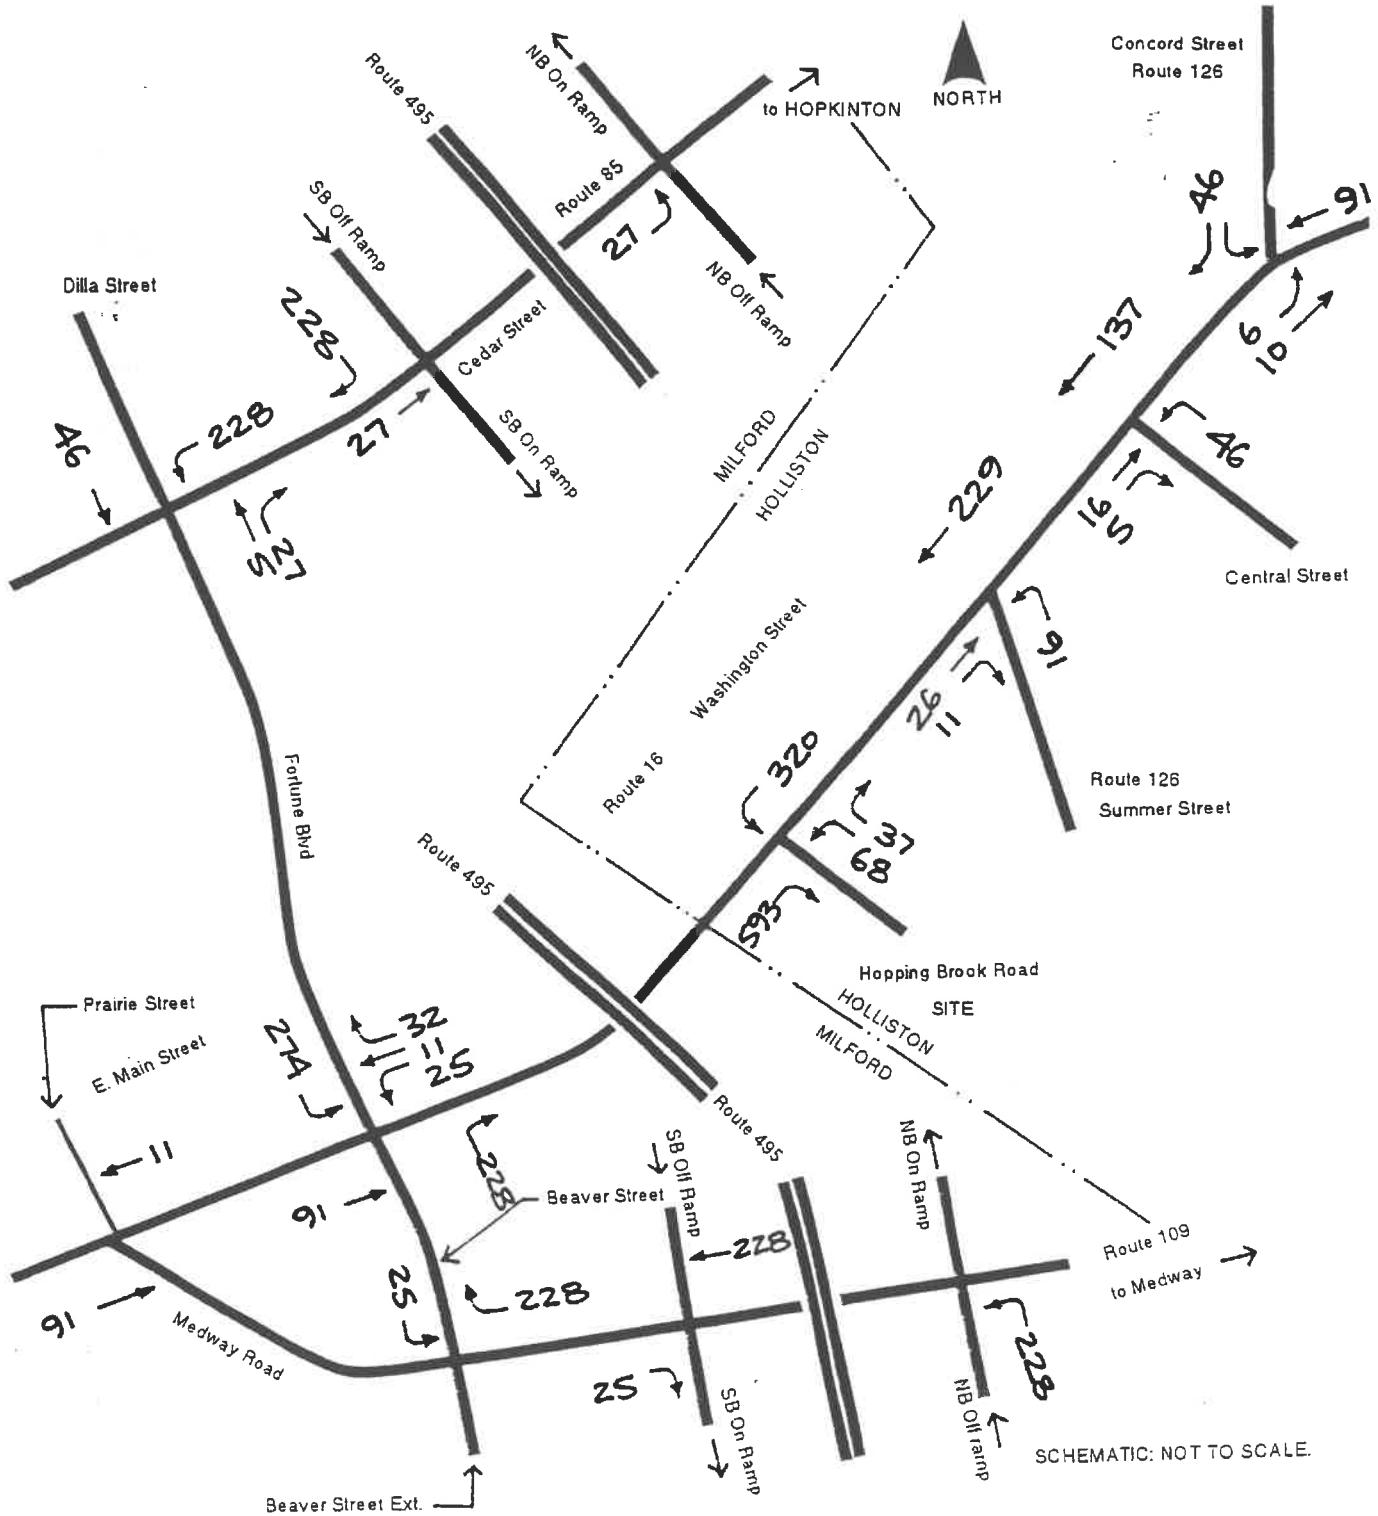 Concord Street
Route 126
NORTH
NB On Ramp
to HOPKINTON
Route 495
Route 85
27
NB Off Ramp
SB Off Ramp
46
91
6
10
137
Dilla Street
228
Cedar Street
27
SB On Ramp
228
46
5
27
MILFORD
HOLLISTON
229
46
16
5
Central Street
91
26
11
Route 126
Summer Street
Washington Street
Route 16
320
37
68
593
Hopping Brook Road
SITE
HOLLISTON
MILFORD
Fortune Blvd
Route 495
Prairie Street
E. Main Street
274
32
11
25
11
91
228
Beaver Street
Route 495
SB Off Ramp
228
NB On Ramp
Route 109
to Medway
91
Medway Road
25
228
25
SB On Ramp
228
NB Off ramp
Beaver Street Ext.
SCHEMATIC: NOT TO SCALE.